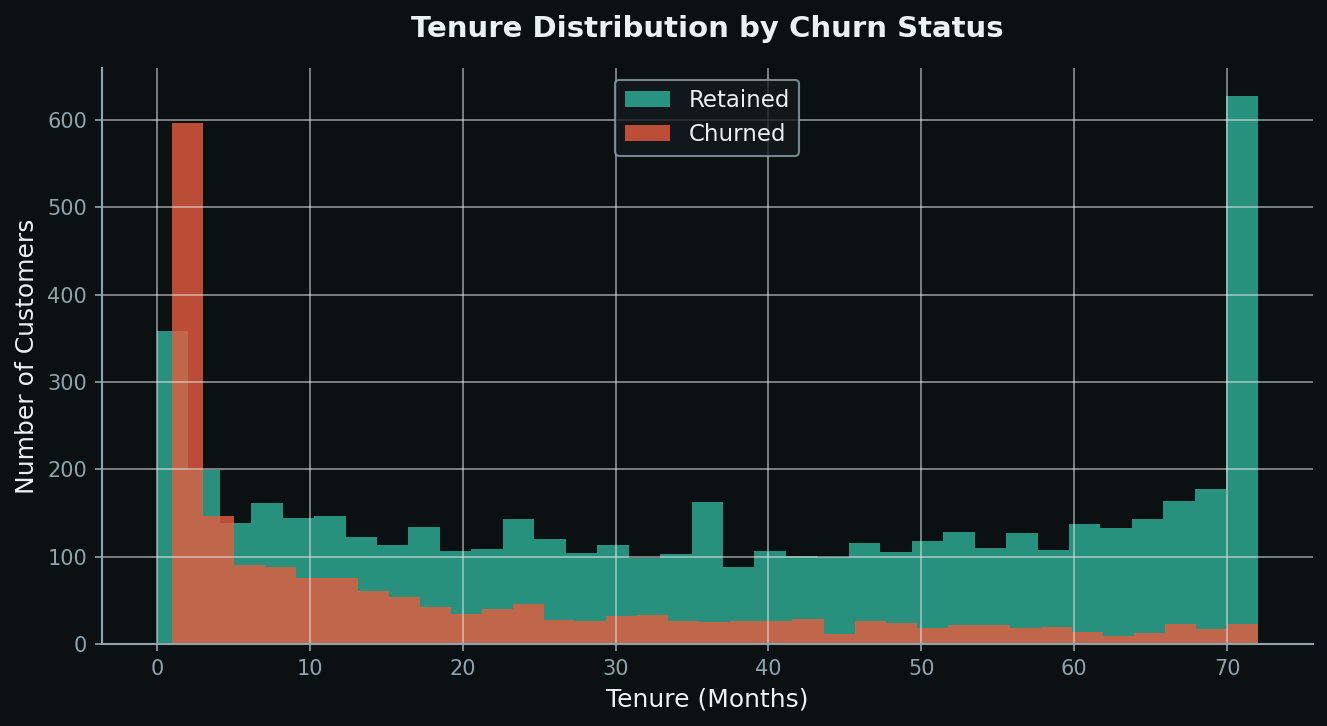 Tenure Distribution by Churn Status
Retained
Churned
Number of Customers
600
500
400
300
200
100
0
0 10 20 30 40 50 60 70
Tenure (Months)